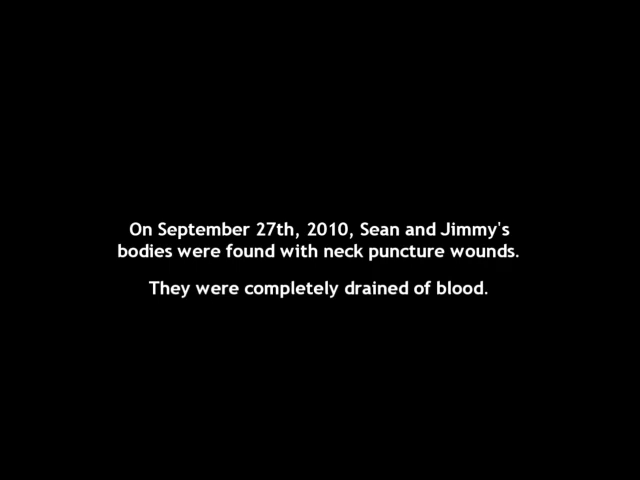 On September 27th, 2010, Sean and Jimmy's
bodies were found with neck puncture wounds.
They were completely drained of blood.